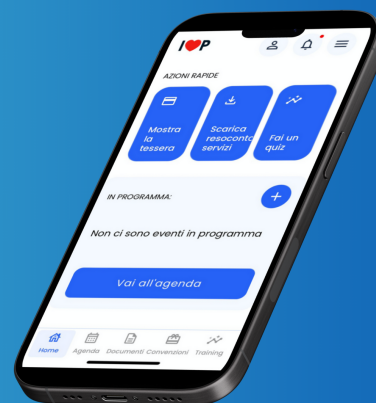 I❤P
AZIONI RAPIDE
Mostra
la
tessera
Scarica
resoconto
servizi
Fai un
quiz
IN PROGRAMMA:
+
Non ci sono eventi in programma
Vai all'agenda
Home Agenda Documenti Convenzioni Training